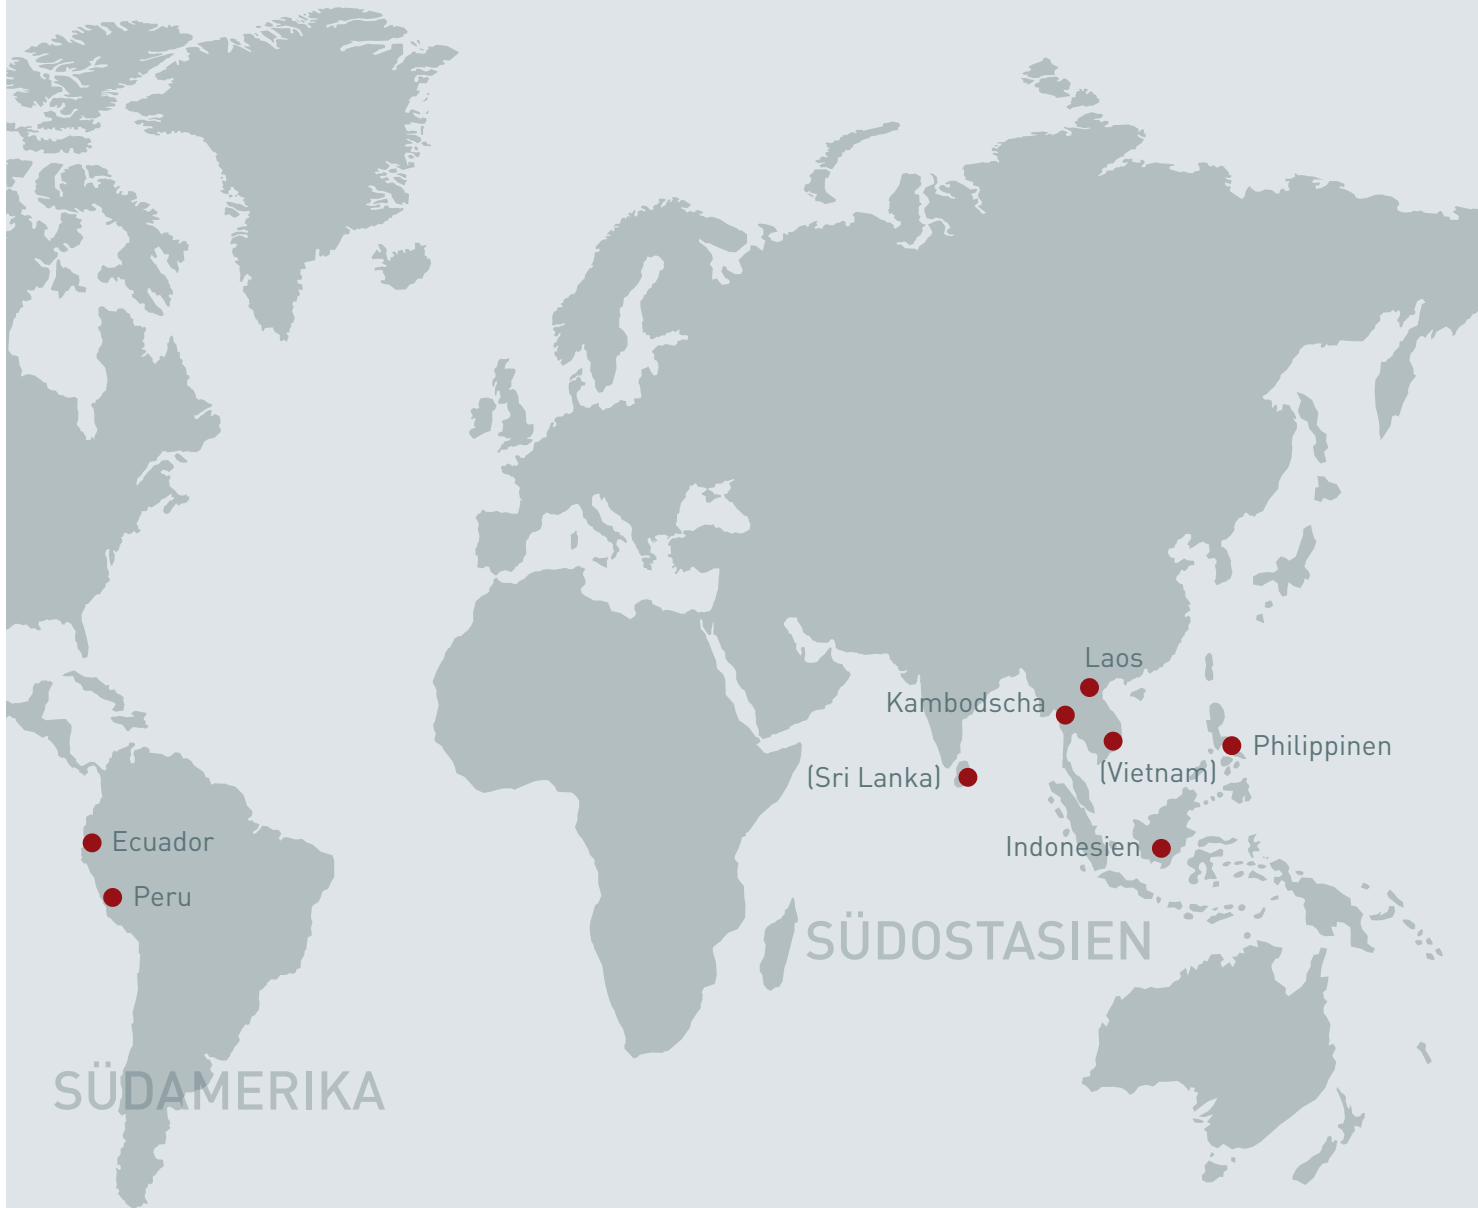 Laos
Kambodscha
Philippinen
(Vietnam)
(Sri Lanka)
Ecuador
Indonesien
Peru
SÜDOSTASIEN
SÜDAMERIKA